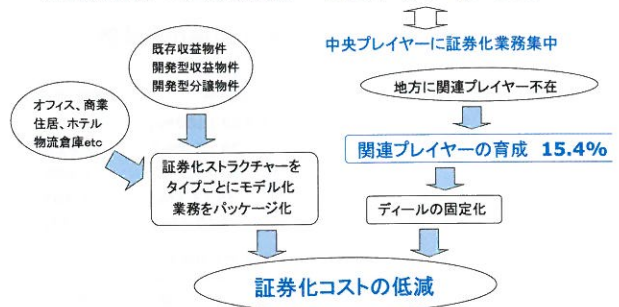 中央プレイヤーに証券化業務集中
既存収益物件
開発型収益物件
開発型分譲物件
地方に関連プレイヤー不在
オフィス、商業
住居、ホテル
物流倉庫etc
関連プレイヤーの育成 15.4%
証券化ストラクチャーを
タイプごとにモデル化
業務をパッケージ化
ディールの固定化
証券化コストの低減